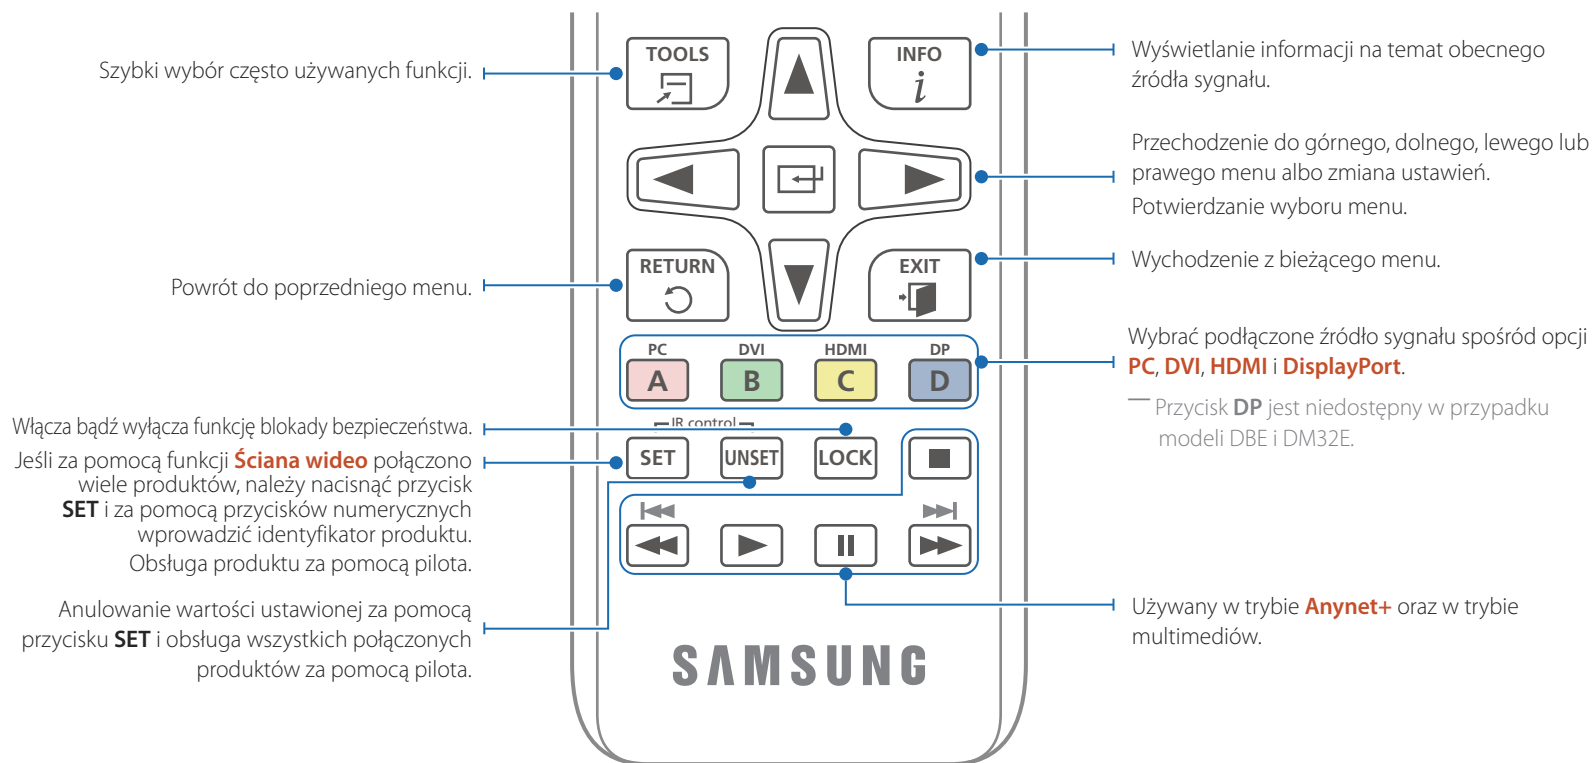 TOOLS
INFO
i
Szybki wybór często używanych funkcji.
Wyświetlanie informacji na temat obecnego
źródła sygnału.
Przechodzenie do górnego, dolnego, lewego lub
prawego menu albo zmiana ustawień.
Potwierdzanie wyboru menu.
RETURN
EXIT
Powrót do poprzedniego menu.
Wychodzenie z bieżącego menu.
PC
DVI
HDMI
DP
A
B
C
D
Wybrać podłączone źródło sygnału spośród opcji
PC, DVI, HDMI i DisplayPort.
— Przycisk DP jest niedostępny w przypadku
modeli DBE i DM32E.
Włącza bądź wyłącza funkcję blokady bezpieczeństwa.
IR control
SET
UNSET
LOCK
Jeśli za pomocą funkcji Ściana wideo połączono
wiele produktów, należy nacisnąć przycisk
SET i za pomocą przycisków numerycznych
wprowadzić identyfikator produktu.
Obsługa produktu za pomocą pilota.
Anulowanie wartości ustawionej za pomocą
przycisku SET i obsługa wszystkich połączonych
produktów za pomocą pilota.
Używany w trybie Anynet+ oraz w trybie
multimediów.
SAMSUNG